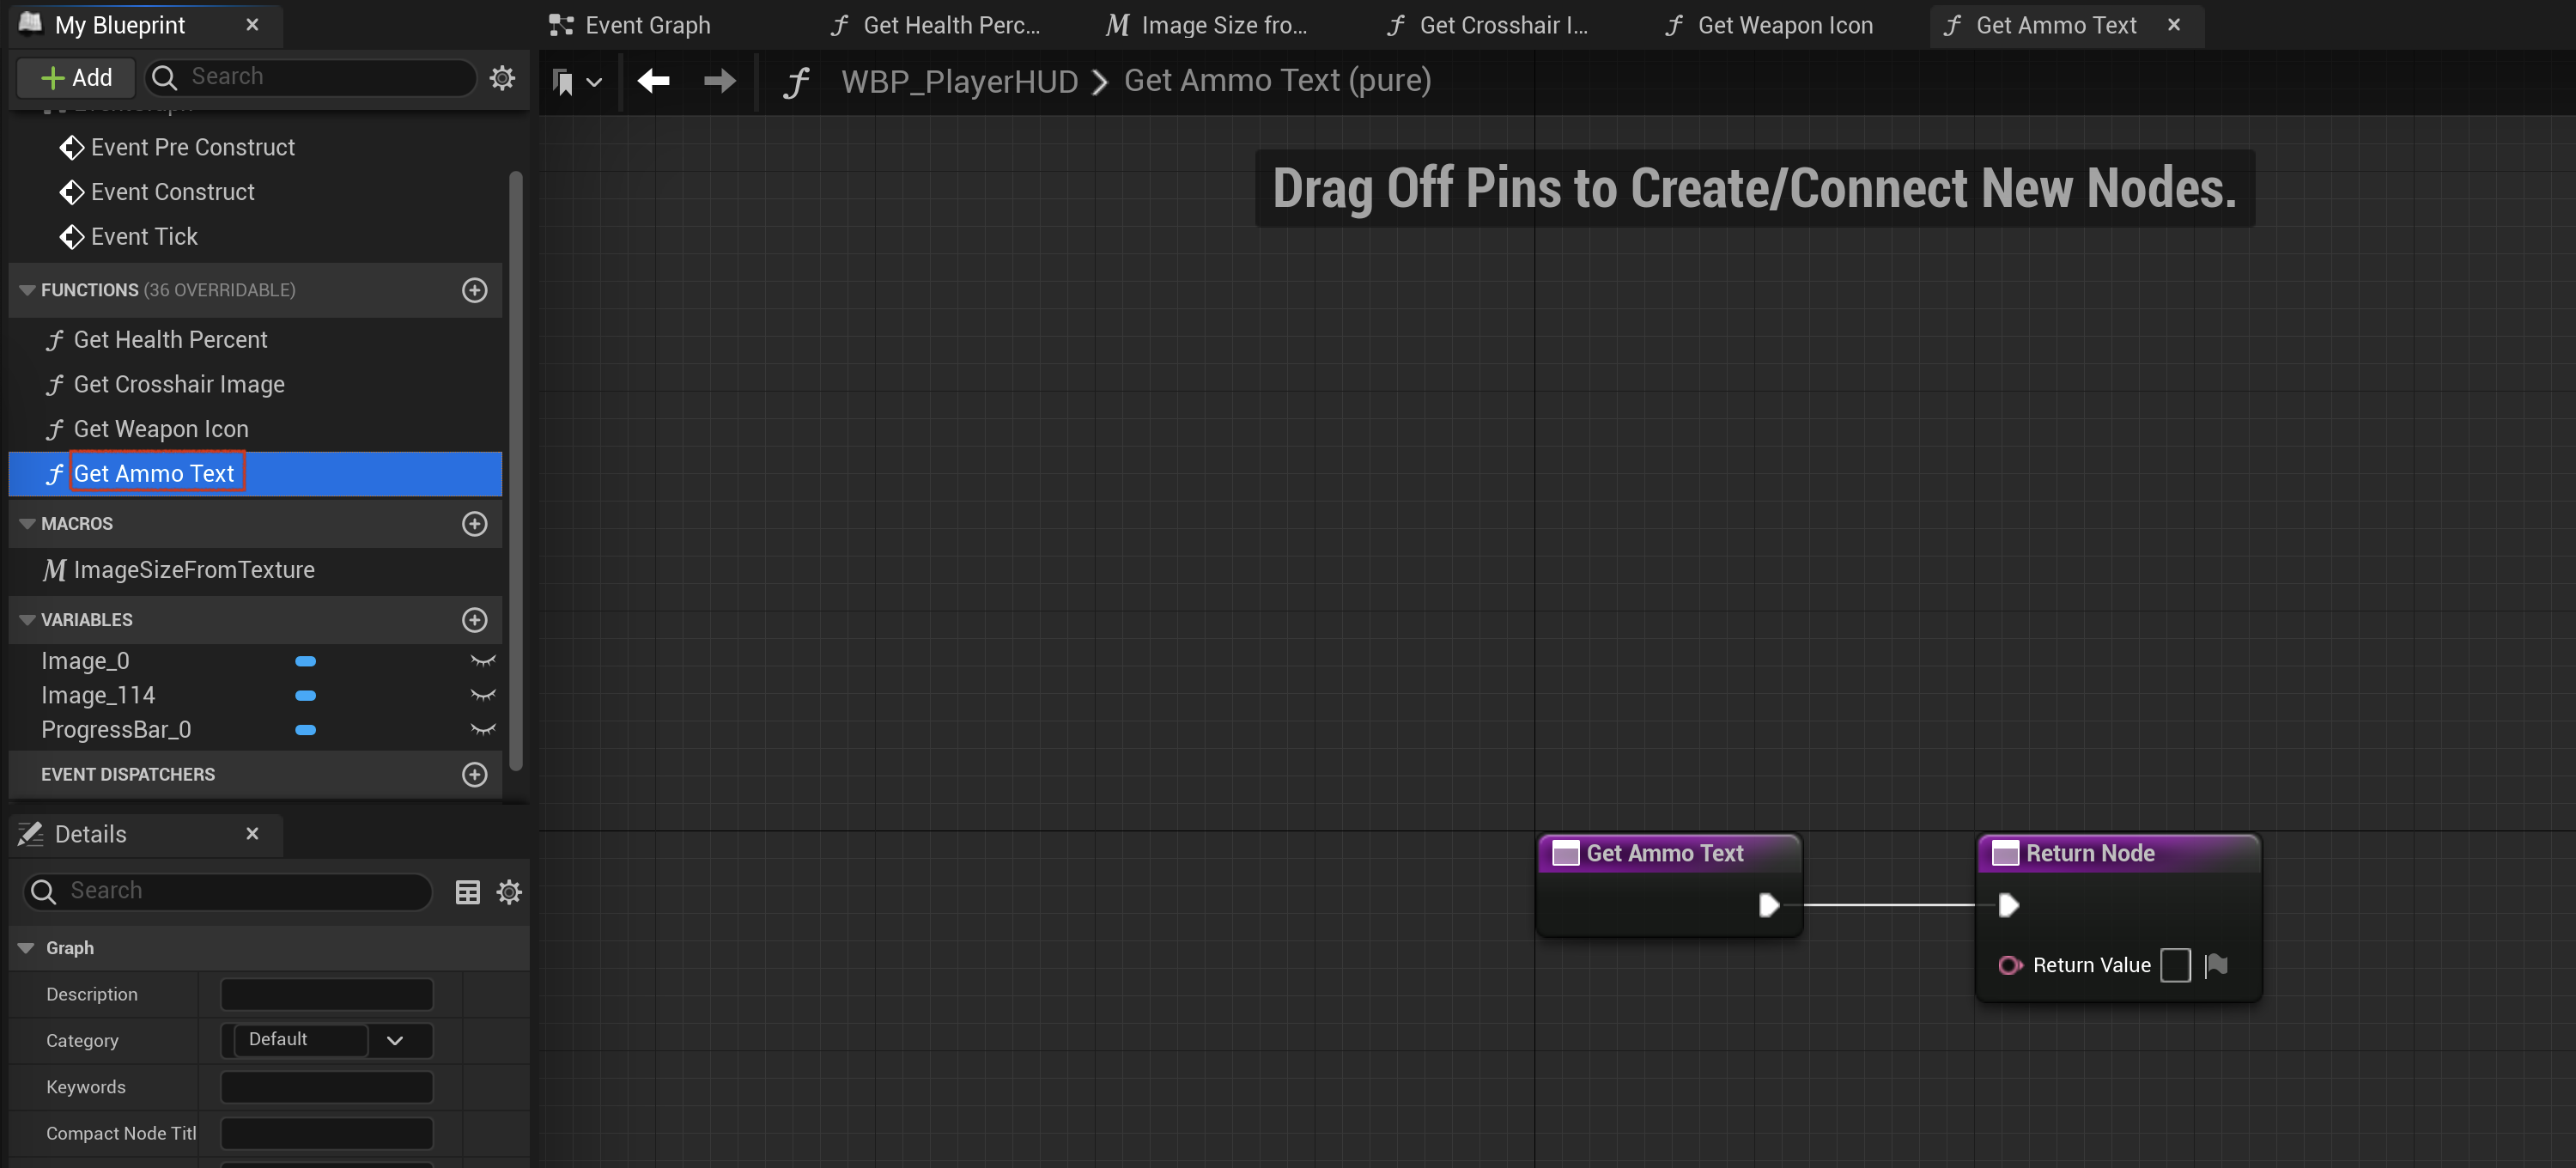 My Blueprint
Add
Search
Event Pre Construct
Event Construct
Event Tick
FUNCTIONS (36 OVERRIDABLE)
Get Health Percent
Get Crosshair Image
Get Weapon Icon
Get Ammo Text
MACROS
ImageSizeFromTexture
VARIABLES
Image_0
Image_114
ProgressBar_0
EVENT DISPATCHERS
Details
Search
Graph
Description
Category
Default
Keywords
Compact Node Titl
Event Graph
Get Health Perc...
Image Size fro...
Get Crosshair I...
Get Weapon Icon
Get Ammo Text
WBP_PlayerHUD > Get Ammo Text (pure)
Drag Off Pins to Create/Connect New Nodes.
Get Ammo Text
Return Node
Return Value